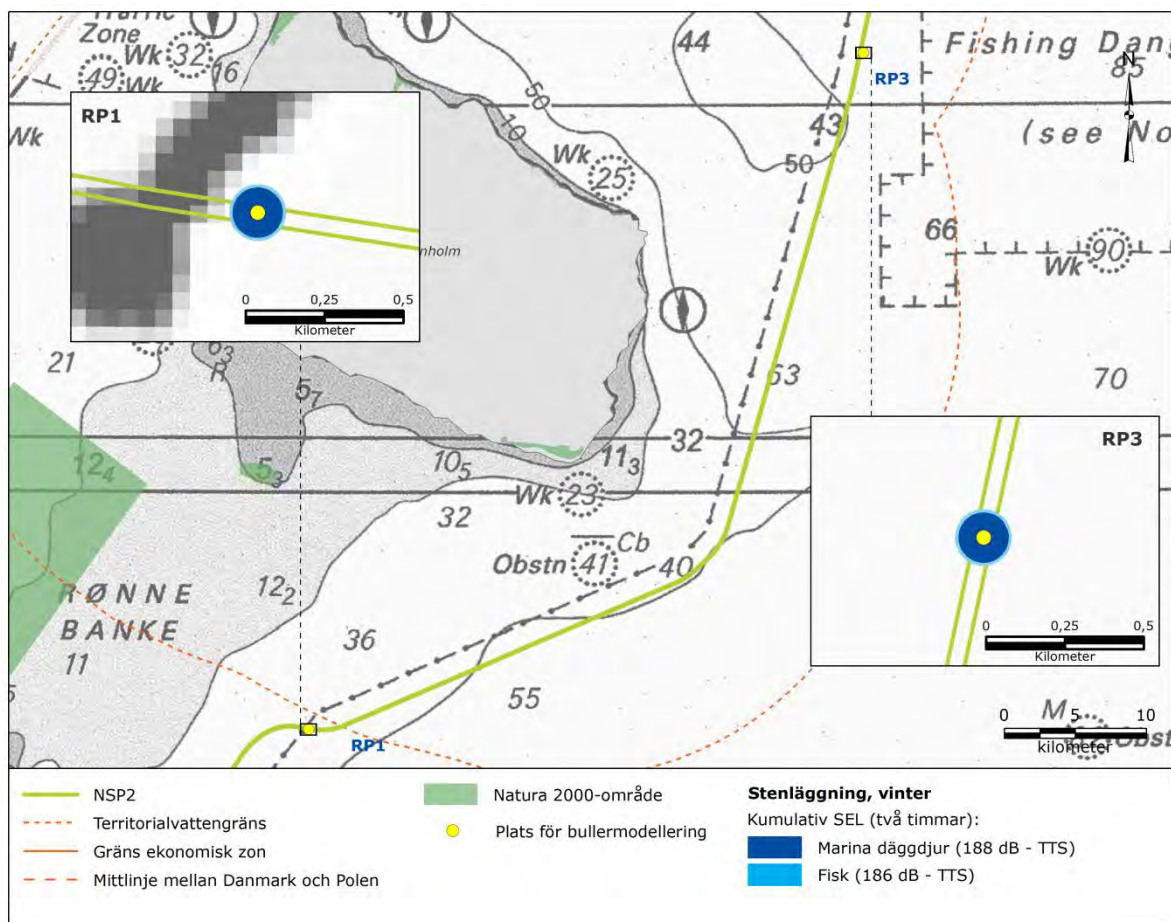 Traffic
Zone
Wk 32
49 Wk
16
44
Fishing Dang
85
N
RP3
50
10
43
(see No
Wk
RP1
Wk
25
50
66
90
Wk
nholm
0 0,25 0,5
Kilometer
21
6₃
R
5₇
63
70
32
12₄
5₃
10₅
11₃
Wk 23
RP3
32
Cb
Obstn 41
40
12₂
RØNNE
BANKE
11
36
0 0,25 0,5
Kilometer
55
RP1
M
0 5 10
kilometer
Obst
NSP2
Territorialvattengräns
Gräns ekonomisk zon
Mittlinje mellan Danmark och Polen
Natura 2000-område
Plats för bullermodellering
Stenläggning, vinter
Kumulativ SEL (två timmar):
Marina däggdjur (188 dB - TTS)
Fisk (186 dB - TTS)